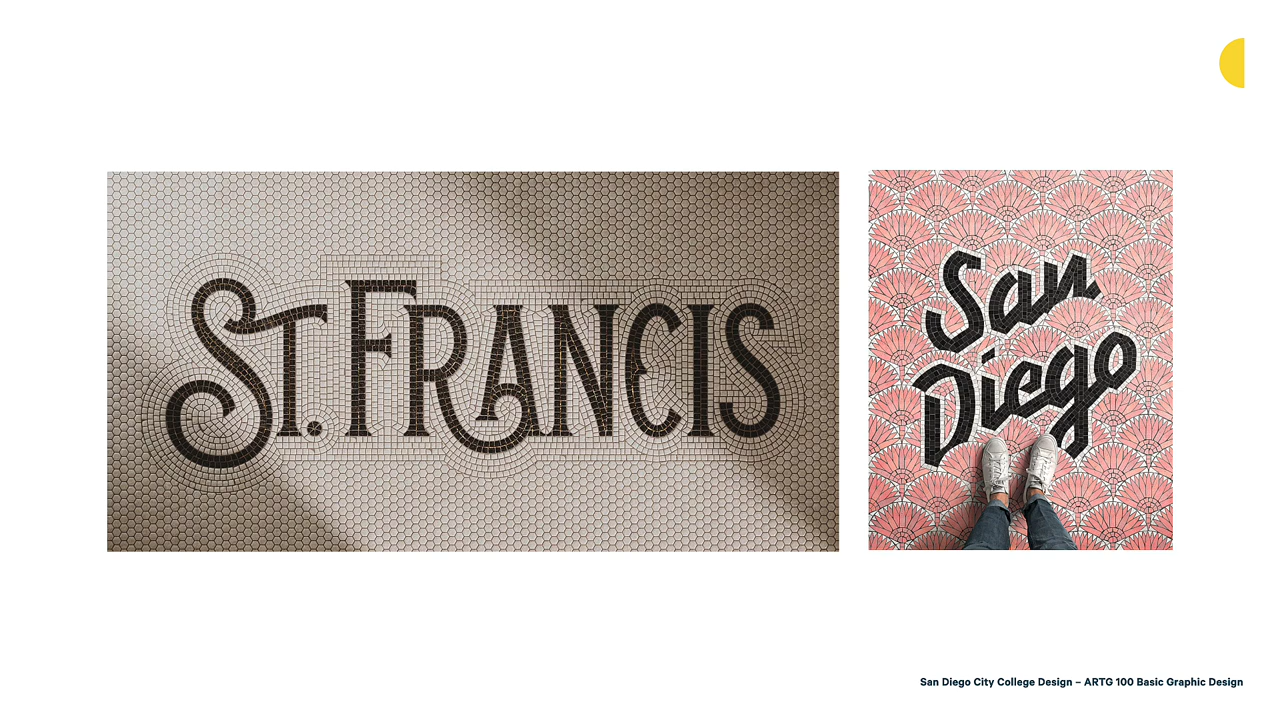 St. Francis
San
Diego
San Diego City College Design – ARTG 100 Basic Graphic Design